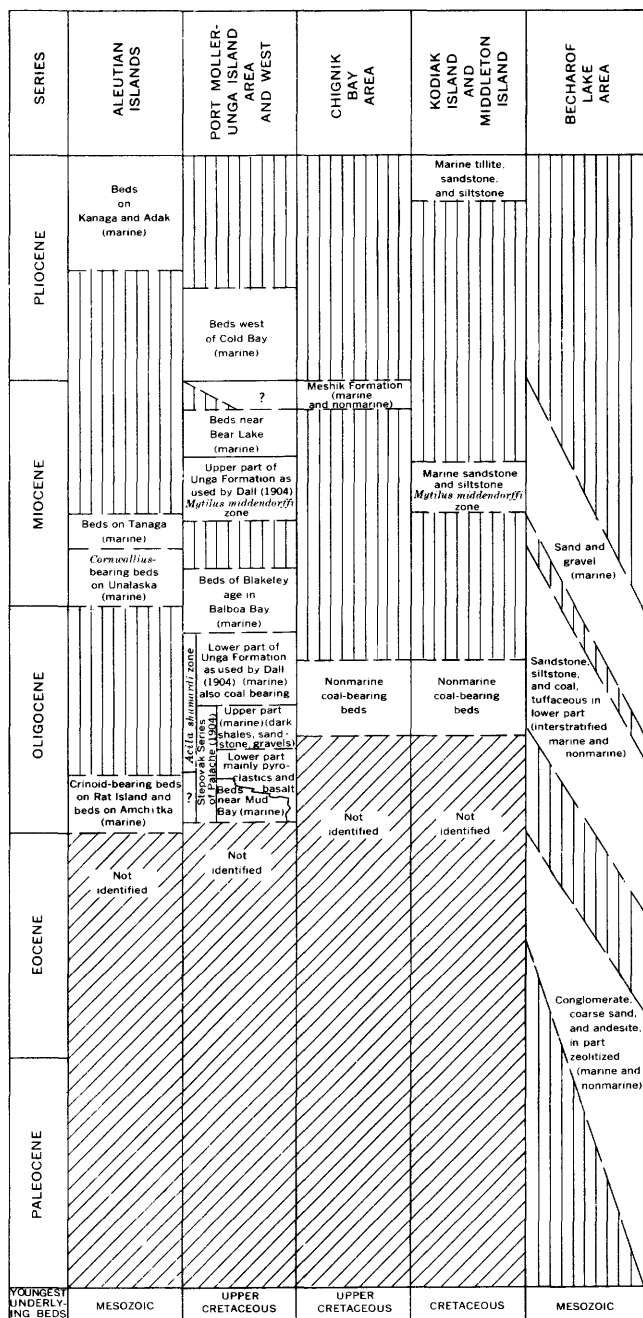 SERIES
ALEUTIAN
ISLANDS
PORT MOLLER-
UNGA ISLAND
AREA
AND WEST
CHIGNIK
BAY
AREA
KODIAK
ISLAND
AND
MIDDLETON
ISLAND
BECHAROF
LAKE
AREA
PLIOCENE
MIOCENE
OLIGOCENE
EOCENE
PALEOCENE
Beds
on
Kanaga and Adak
(marine)
Beds on Tanaga
(marine)
Cornwallius-
bearing beds
on Unalaska
(marine)
Crinoid-bearing beds
on Rat Island and
beds on Amchitka
(marine)
Not
identified
Beds west
of Cold Bay
(marine)
?
Beds near
Bear Lake
(marine)
Upper part of
Unga Formation as
used by Dall (1904)
Mytilus middendorffi
zone
Beds of Blakeley
age in
Balboa Bay
(marine)
Acila shumardi zone
?
Lower part of
Unga Formation
as used by Dall
(1904) (marine)
also coal bearing
Stepovak Series
of Palache (1904)
Upper part
(marine)(dark
shales, sand-
stone, gravels)
Lower part
mainly pyro-
clastics and
basalt
Beds
near Mud
Bay (marine)
Not
identified
Meshik Formation
(marine
and nonmarine)
Nonmarine
coal-bearing
beds
Not
identified
Marine tillite,
sandstone,
and siltstone
Marine sandstone
and siltstone
Mytilus middendorffi
zone
Nonmarine
coal-bearing
beds
Not
identified
Sand and
gravel
(marine)
Sandstone,
siltstone,
and coal,
tuffaceous in
lower part
(interstratified
marine and
nonmarine)
Conglomerate,
coarse sand,
and andesite,
in part
zeolitized
(marine and
nonmarine)
YOUNGEST
UNDERLY-
ING BEDS
MESOZOIC
UPPER
CRETACEOUS
UPPER
CRETACEOUS
CRETACEOUS
MESOZOIC